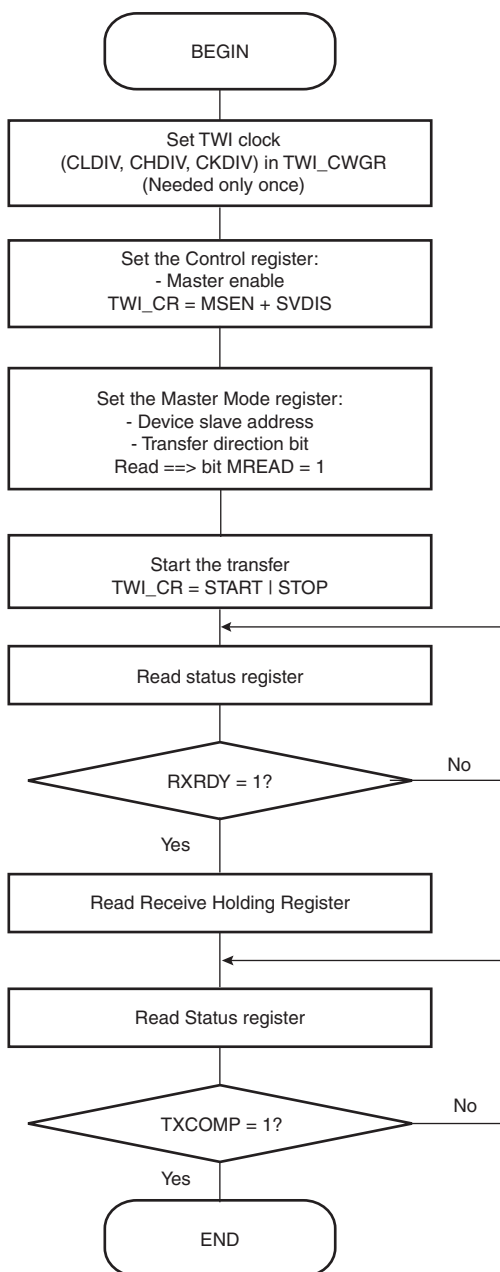 BEGIN
Set TWI clock
(CLDIV, CHDIV, CKDIV) in TWI_CWGR
(Needed only once)
Set the Control register:
- Master enable
TWI_CR = MSEN + SVDIS
Set the Master Mode register:
- Device slave address
- Transfer direction bit
Read ==> bit MREAD = 1
Start the transfer
TWI_CR = START | STOP
Read status register
RXRDY = 1?
No
Yes
Read Receive Holding Register
Read Status register
TXCOMP = 1?
No
Yes
END